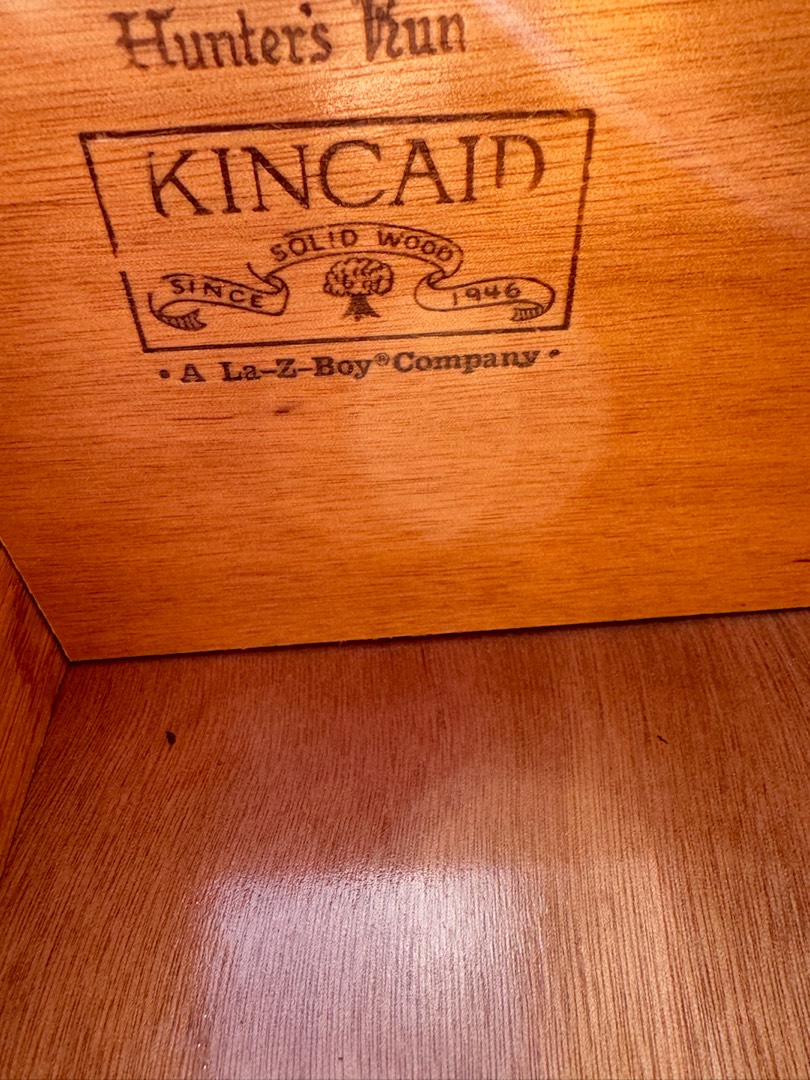 Hunter's Run
KINCAID
SOLID WOOD
SINCE 1946
• A La-Z-Boy® Company •